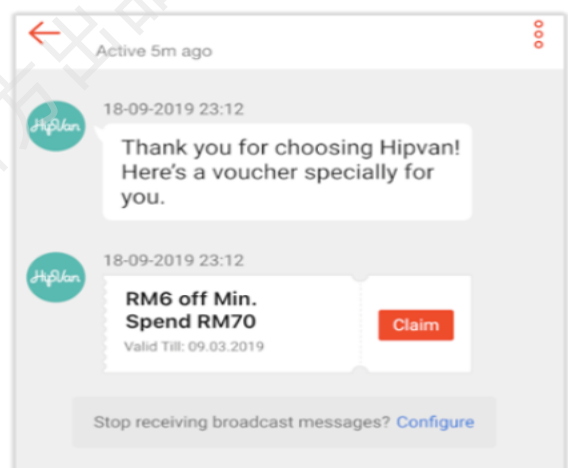 Active 5m ago
18-09-2019 23:12
HipVan
Thank you for choosing Hipvan!
Here's a voucher specially for
you.
18-09-2019 23:12
HipVan
RM6 off Min.
Spend RM70
Claim
Valid Till: 09.03.2019
Stop receiving broadcast messages? Configure